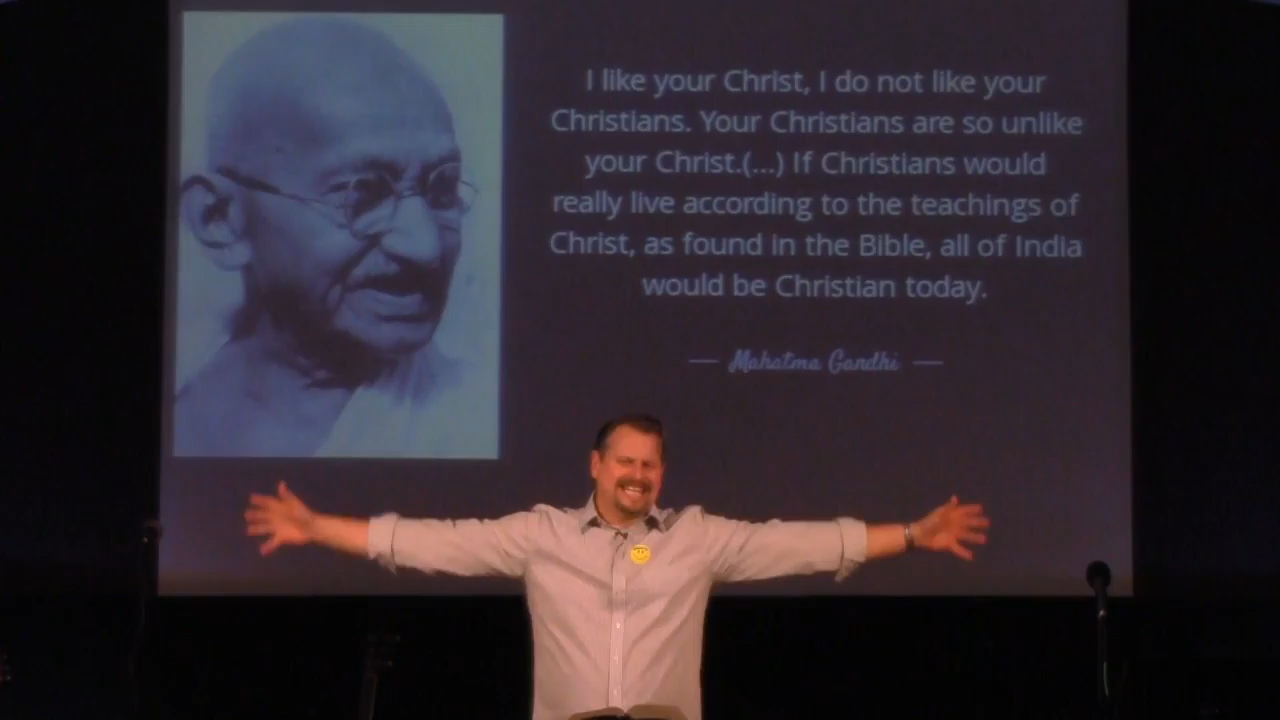 I like your Christ, I do not like your
Christians. Your Christians are so unlike
your Christ.(...) If Christians would
really live according to the teachings of
Christ, as found in the Bible, all of India
would be Christian today.
— Mahatma Gandhi —